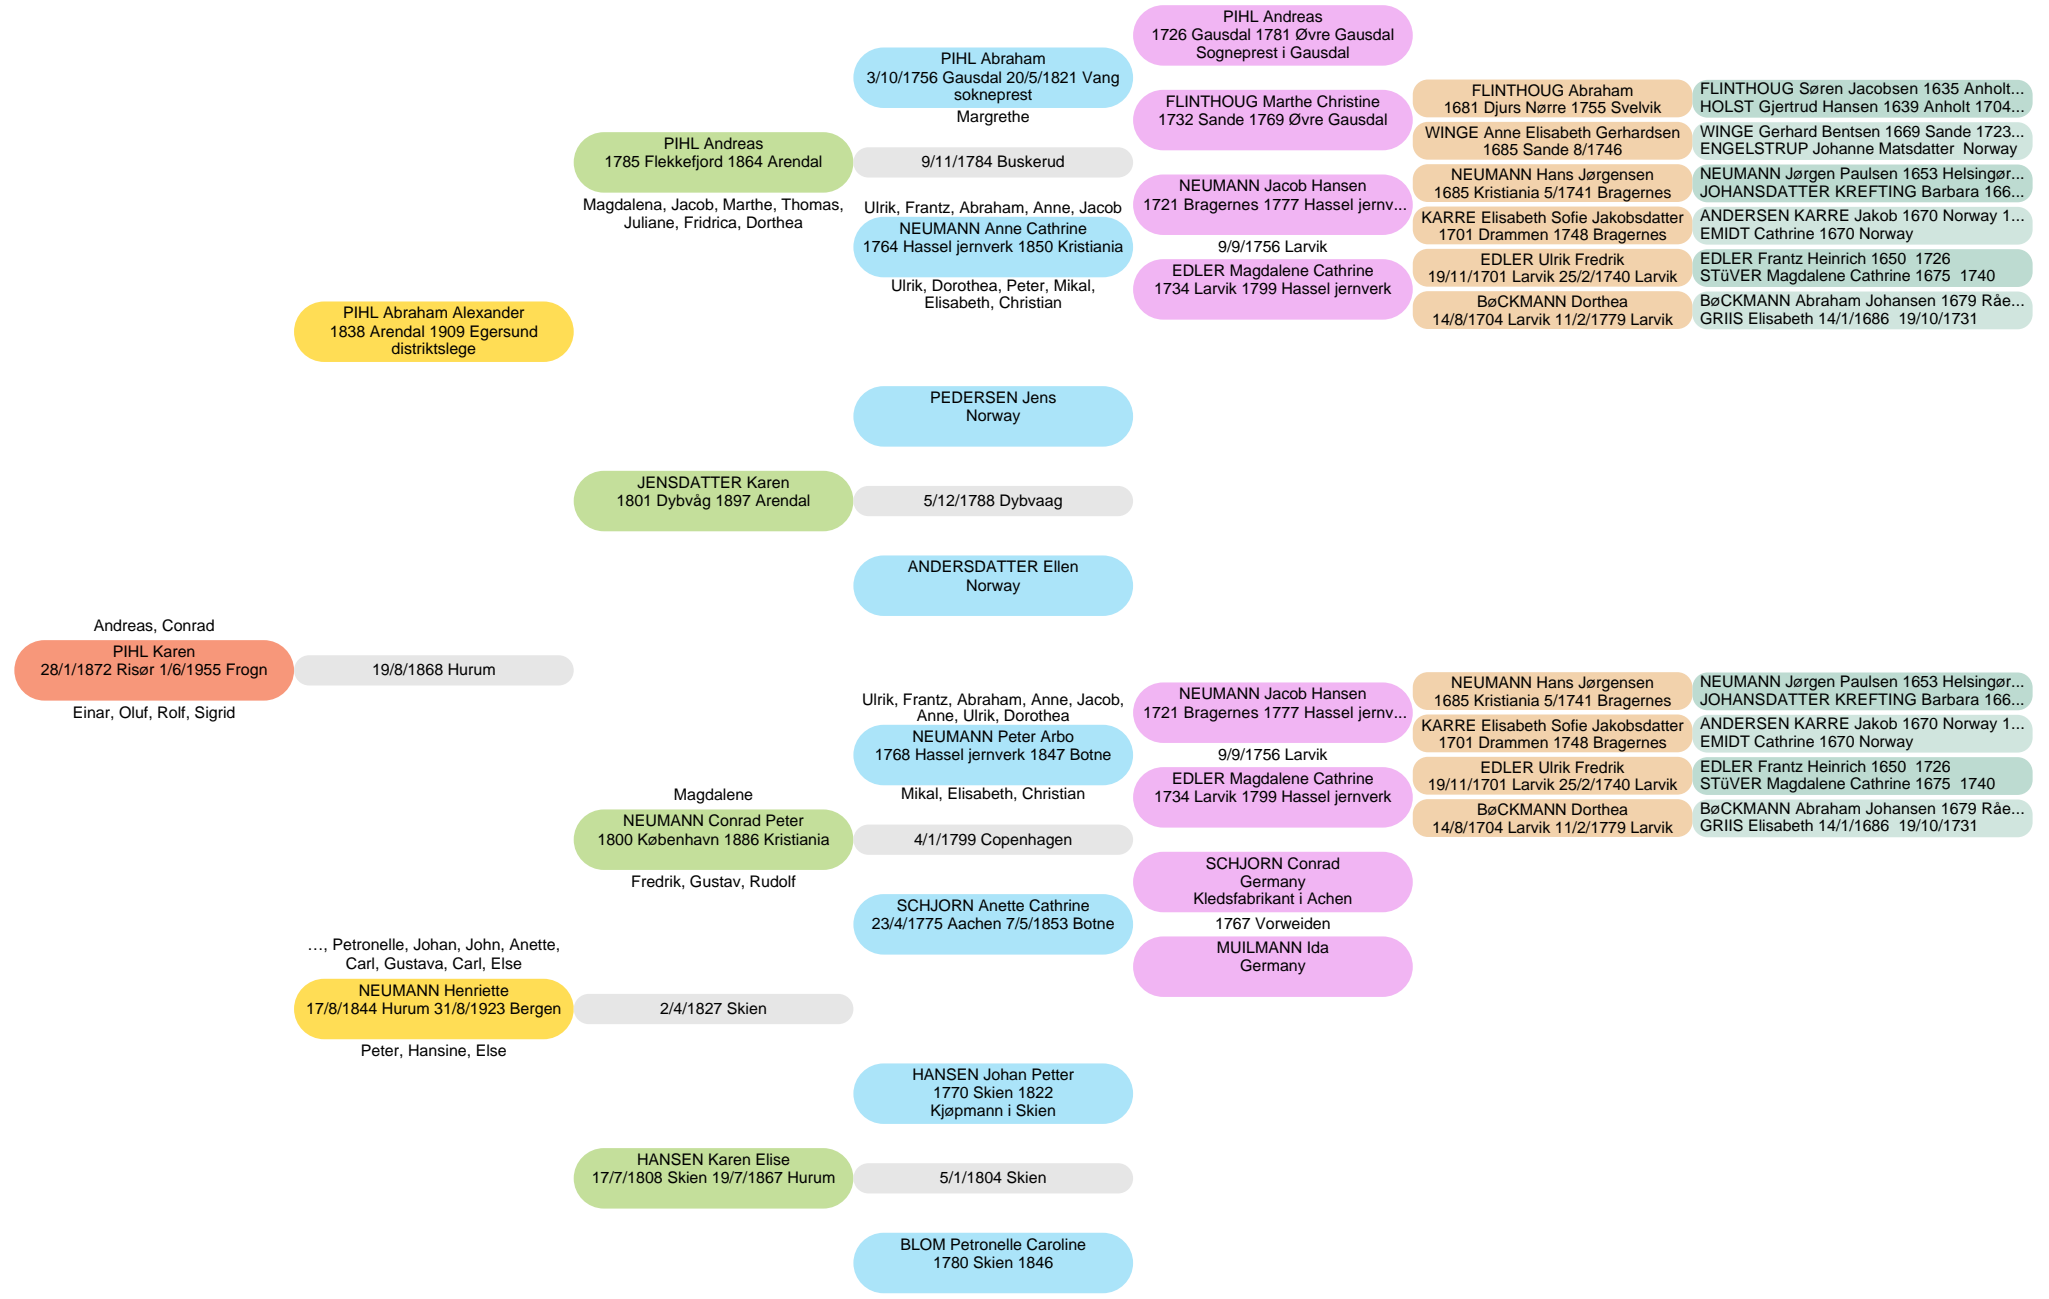 Andreas, Conrad
PIHL Karen
28/1/1872 Risør 1/6/1955 Frogn
Einar, Oluf, Rolf, Sigrid
19/8/1868 Hurum
PIHL Abraham Alexander
1838 Arendal 1909 Egersund
distriktslege
…, Petronelle, Johan, John, Anette,
Carl, Gustava, Carl, Else
NEUMANN Henriette
17/8/1844 Hurum 31/8/1923 Bergen
Peter, Hansine, Else
PIHL Andreas
1785 Flekkefjord 1864 Arendal
Magdalena, Jacob, Marthe, Thomas,
Juliane, Fridrica, Dorthea
JENSDATTER Karen
1801 Dybvåg 1897 Arendal
Magdalene
NEUMANN Conrad Peter
1800 København 1886 Kristiania
Fredrik, Gustav, Rudolf
2/4/1827 Skien
HANSEN Karen Elise
17/7/1808 Skien 19/7/1867 Hurum
PIHL Abraham
3/10/1756 Gausdal 20/5/1821 Vang
sokneprest
Margrethe
9/11/1784 Buskerud
Ulrik, Frantz, Abraham, Anne, Jacob
NEUMANN Anne Cathrine
1764 Hassel jernverk 1850 Kristiania
Ulrik, Dorothea, Peter, Mikal,
Elisabeth, Christian
PEDERSEN Jens
Norway
5/12/1788 Dybvaag
ANDERSDATTER Ellen
Norway
Ulrik, Frantz, Abraham, Anne, Jacob,
Anne, Ulrik, Dorothea
NEUMANN Peter Arbo
1768 Hassel jernverk 1847 Botne
Mikal, Elisabeth, Christian
4/1/1799 Copenhagen
SCHJORN Anette Cathrine
23/4/1775 Aachen 7/5/1853 Botne
HANSEN Johan Petter
1770 Skien 1822
Kjøpmann i Skien
5/1/1804 Skien
BLOM Petronelle Caroline
1780 Skien 1846
PIHL Andreas
1726 Gausdal 1781 Øvre Gausdal
Sogneprest i Gausdal
FLINTHOUG Marthe Christine
1732 Sande 1769 Øvre Gausdal
NEUMANN Jacob Hansen
1721 Bragernes 1777 Hassel jernv...
9/9/1756 Larvik
EDLER Magdalene Cathrine
1734 Larvik 1799 Hassel jernverk
NEUMANN Jacob Hansen
1721 Bragernes 1777 Hassel jernv...
9/9/1756 Larvik
EDLER Magdalene Cathrine
1734 Larvik 1799 Hassel jernverk
SCHJORN Conrad
Germany
Kledsfabrikant i Achen
1767 Vorweiden
MUILMANN Ida
Germany
FLINTHOUG Abraham
1681 Djurs Nørre 1755 Svelvik
WINGE Anne Elisabeth Gerhardsen
1685 Sande 8/1746
NEUMANN Hans Jørgensen
1685 Kristiania 5/1741 Bragernes
KARRE Elisabeth Sofie Jakobsdatter
1701 Drammen 1748 Bragernes
EDLER Ulrik Fredrik
19/11/1701 Larvik 25/2/1740 Larvik
BøCKMANN Dorthea
14/8/1704 Larvik 11/2/1779 Larvik
NEUMANN Hans Jørgensen
1685 Kristiania 5/1741 Bragernes
KARRE Elisabeth Sofie Jakobsdatter
1701 Drammen 1748 Bragernes
EDLER Ulrik Fredrik
19/11/1701 Larvik 25/2/1740 Larvik
BøCKMANN Dorthea
14/8/1704 Larvik 11/2/1779 Larvik
FLINTHOUG Søren Jacobsen 1635 Anholt...
HOLST Gjertrud Hansen 1639 Anholt 1704...
WINGE Gerhard Bentsen 1669 Sande 1723...
ENGELSTRUP Johanne Matsdatter  Norway
NEUMANN Jørgen Paulsen 1653 Helsingør...
JOHANSDATTER KREFTING Barbara 166...
ANDERSEN KARRE Jakob 1670 Norway 1...
EMIDT Cathrine 1670 Norway
EDLER Frantz Heinrich 1650  1726
STüVER Magdalene Cathrine 1675  1740
BøCKMANN Abraham Johansen 1679 Råe...
GRIIS Elisabeth 14/1/1686  19/10/1731
NEUMANN Jørgen Paulsen 1653 Helsingør...
JOHANSDATTER KREFTING Barbara 166...
ANDERSEN KARRE Jakob 1670 Norway 1...
EMIDT Cathrine 1670 Norway
EDLER Frantz Heinrich 1650  1726
STüVER Magdalene Cathrine 1675  1740
BøCKMANN Abraham Johansen 1679 Råe...
GRIIS Elisabeth 14/1/1686  19/10/1731